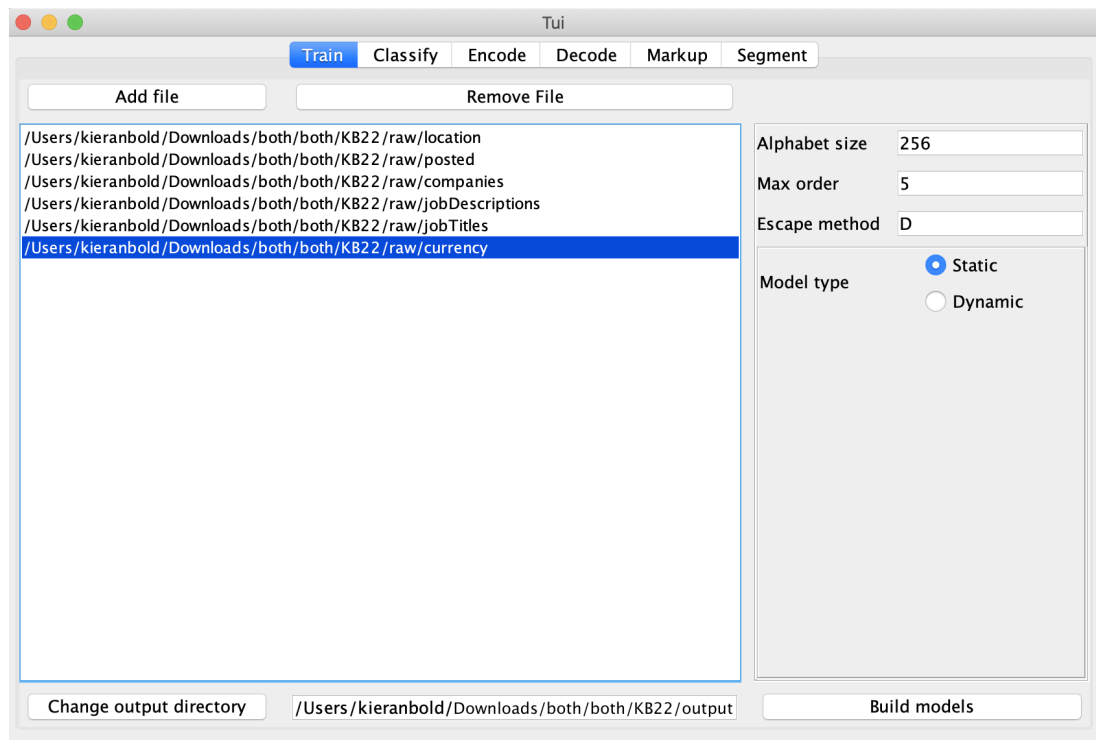 Tui
Train Classify Encode Decode Markup Segment
Add file Remove File
/Users/kieranbold/Downloads/both/both/KB22/raw/location
/Users/kieranbold/Downloads/both/both/KB22/raw/posted
/Users/kieranbold/Downloads/both/both/KB22/raw/companies
/Users/kieranbold/Downloads/both/both/KB22/raw/jobDescriptions
/Users/kieranbold/Downloads/both/both/KB22/raw/jobTitles
/Users/kieranbold/Downloads/both/both/KB22/raw/currency
Alphabet size 256
Max order 5
Escape method D
Model type
Static
Dynamic
Change output directory /Users/kieranbold/Downloads/both/both/KB22/output Build models